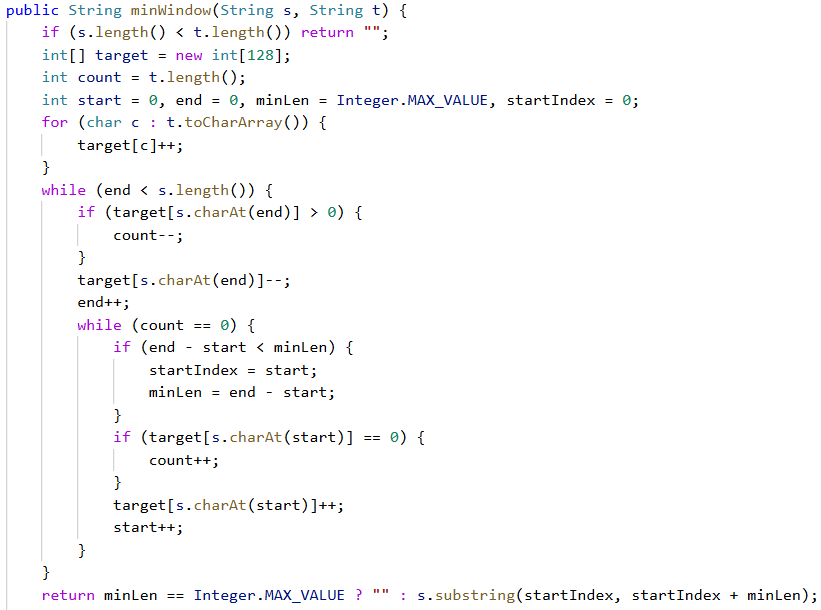 public String minWindow(String s, String t) {
    if (s.length() < t.length()) return "";
    int[] target = new int[128];
    int count = t.length();
    int start = 0, end = 0, minLen = Integer.MAX_VALUE, startIndex = 0;
    for (char c : t.toCharArray()) {
        target[c]++;
    }
    while (end < s.length()) {
        if (target[s.charAt(end)] > 0) {
            count--;
        }
        target[s.charAt(end)]--;
        end++;
        while (count == 0) {
            if (end - start < minLen) {
                startIndex = start;
                minLen = end - start;
            }
            if (target[s.charAt(start)] == 0) {
                count++;
            }
            target[s.charAt(start)]++;
            start++;
        }
    }
    return minLen == Integer.MAX_VALUE ? "" : s.substring(startIndex, startIndex + minLen);